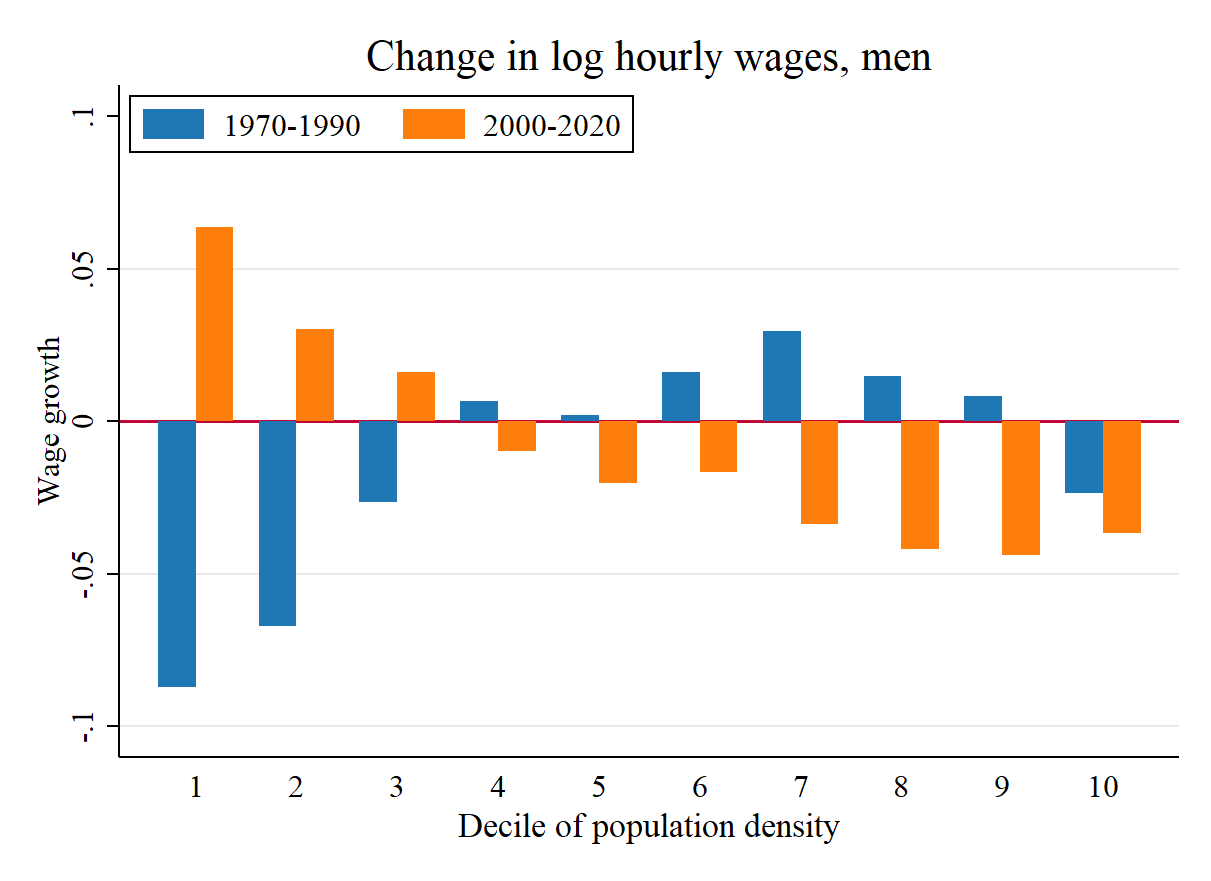 Change in log hourly wages, men
1970-1990 2000-2020
.1
.05
0
-.05
-.1
Wage growth
1 2 3 4 5 6 7 8 9 10
Decile of population density